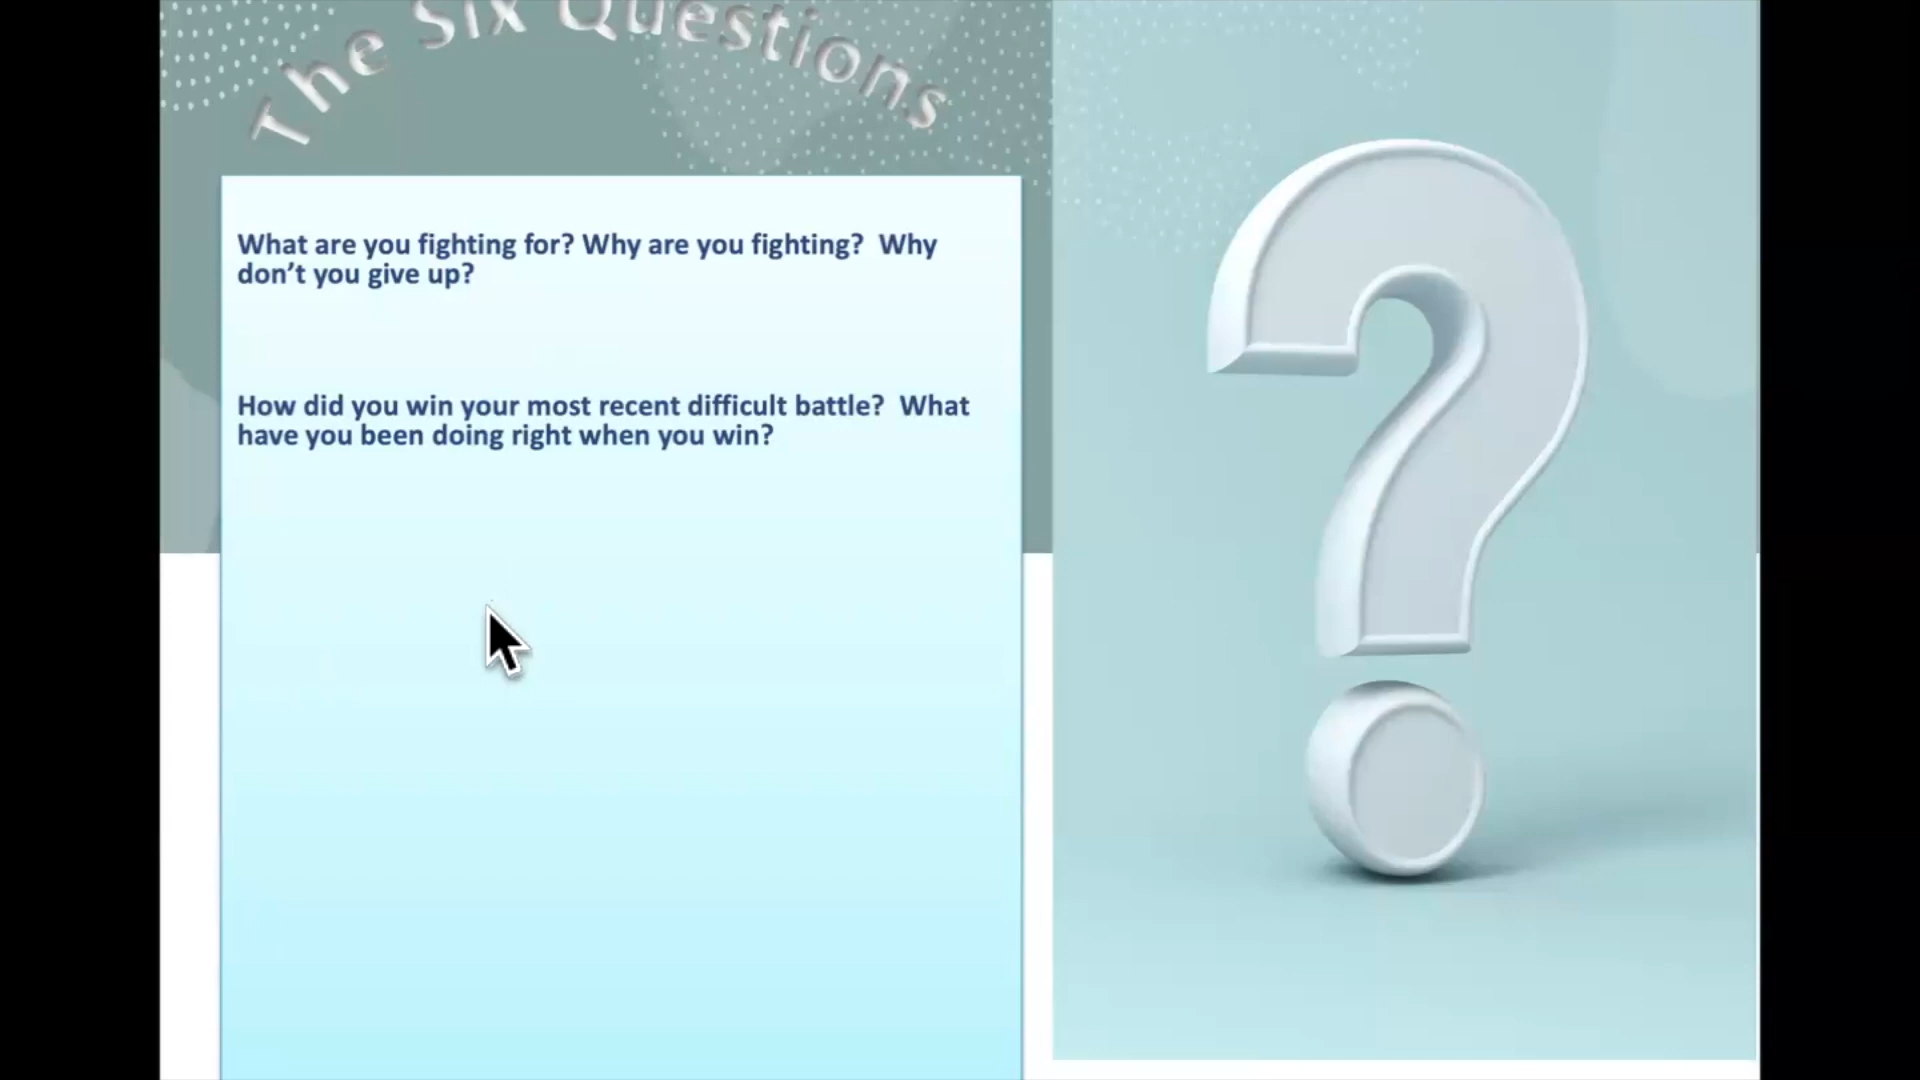 The Six Questions
What are you fighting for? Why are you fighting?  Why
don’t you give up?
How did you win your most recent difficult battle?  What
have you been doing right when you win?